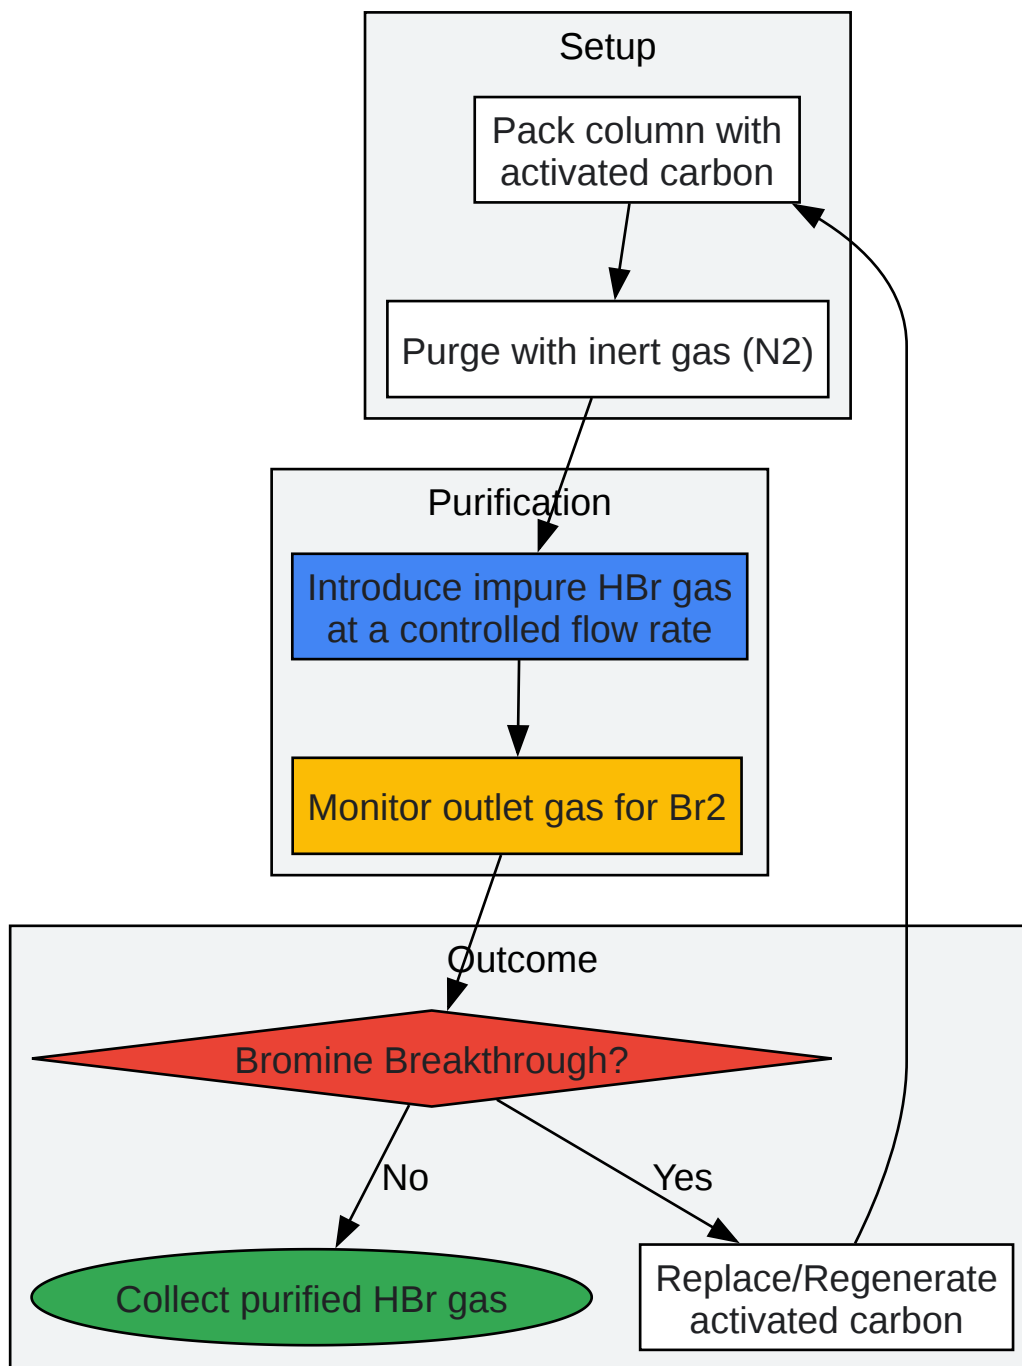 Setup
Pack column with
activated carbon
Purge with inert gas (N2)
Purification
Introduce impure HBr gas
at a controlled flow rate
Monitor outlet gas for Br2
Outcome
Bromine Breakthrough?
No
Yes
Collect purified HBr gas
Replace/Regenerate
activated carbon